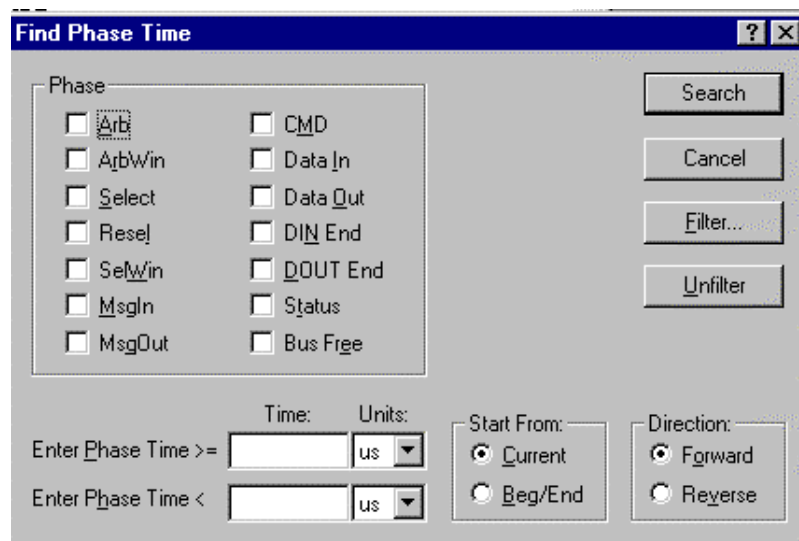 Find Phase Time
Phase
Arb CMD
ArbWin Data In
Select Data Out
Resel DIN End
SelWin DOUT End
MsgIn Status
MsgOut Bus Free
Search
Cancel
Filter...
Unfilter
Time: Units:
Enter Phase Time >= us
Enter Phase Time < us
Start From:
Current
Beg/End
Direction:
Forward
Reverse